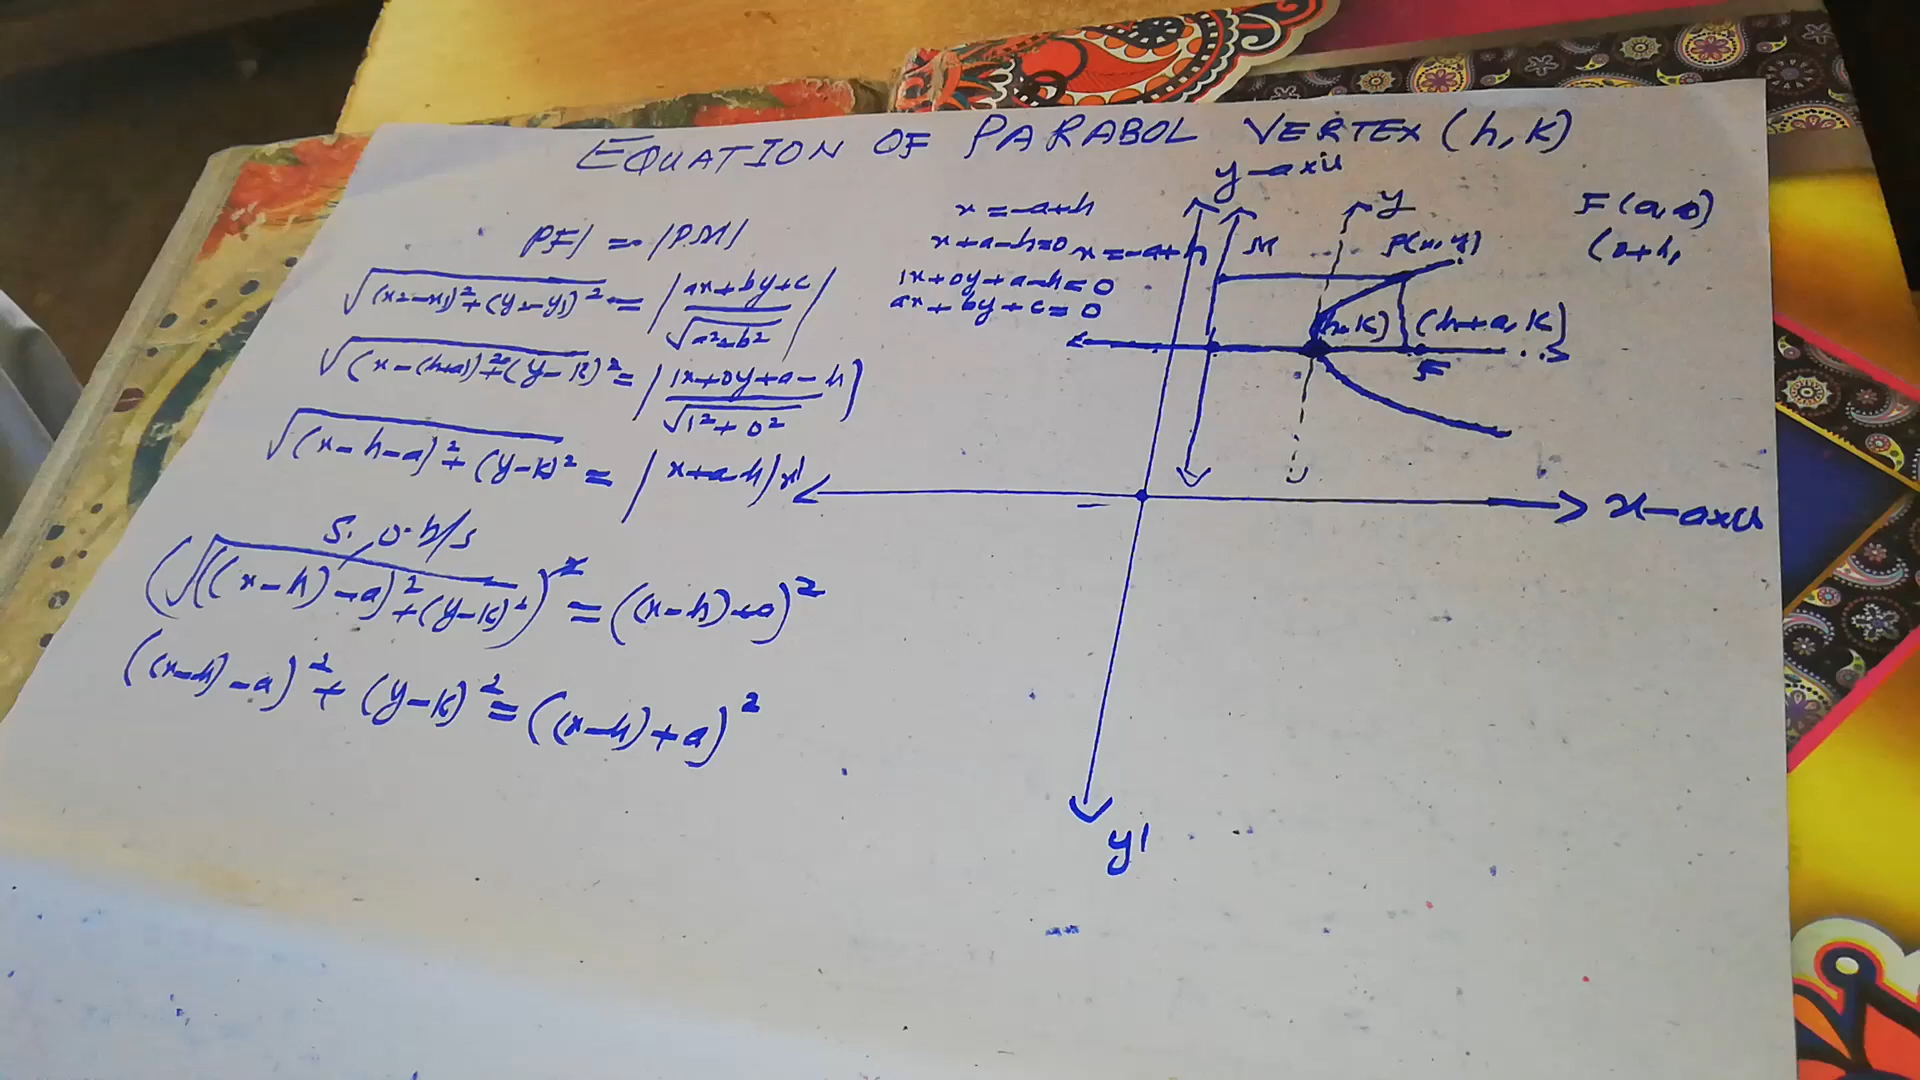 EQUATION OF PARABOL VERTEX (h, K)
PF| = |PM|
√(x₂-x₁)²+(y₂-y₁)² = |ax+by+c / √a²+b²|
√(x-(h+a))²+(y-k)² = |1x+0y+a-h / √1²+0²|
√(x-h-a)²+(y-k)² = |x+a-h|
S. O. b/s
(√((x-h)-a)²+(y-k)²)² = ((x-h)+a)²
((x-h)-a)²+(y-k)² = ((x-h)+a)²
x = -a+h
x+a-h=0
1x+0y+a-h=0
ax+by+c=0
x=-a+h
y-axis
M
y
P(x,y)
F(a,0)
(a+h,
(h,K)
(h+a,K)
F
x'
x-axis
y'